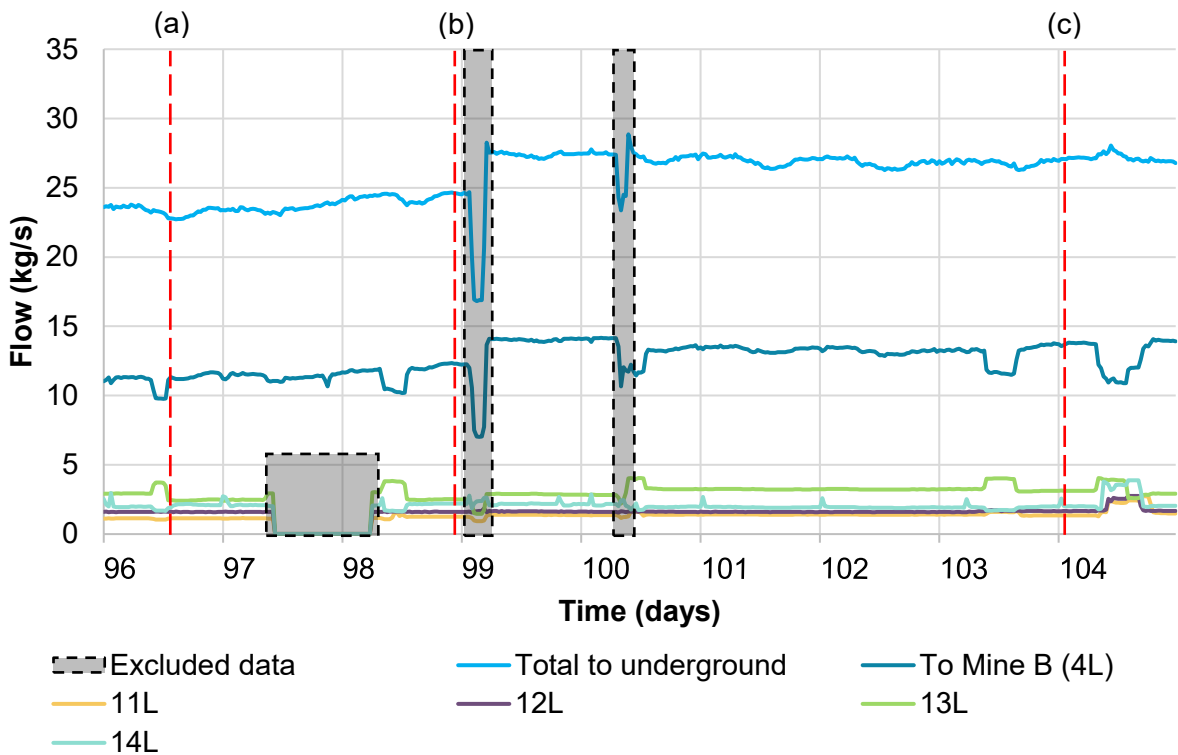 (a) (b) (c)
35
30
25
20
15
10
5
0
Flow (kg/s)
96 97 98 99 100 101 102 103 104
Time (days)
Excluded data Total to underground To Mine B (4L)
11L 12L 13L
14L